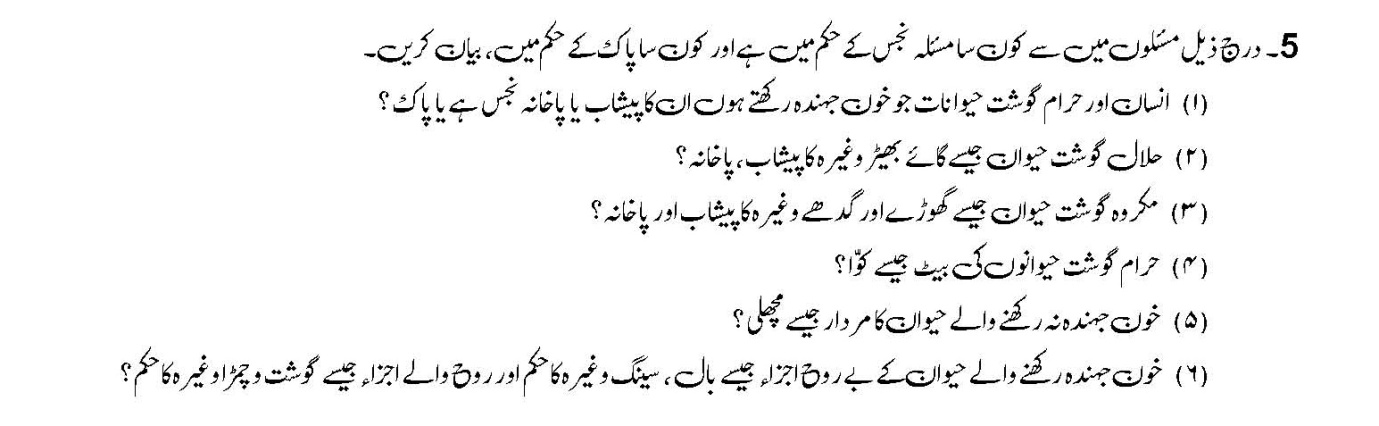 5۔ درج ذیل مسئلوں میں سے کون سا مسئلہ نجس کے حکم میں ہے اور کون سا پاک کے حکم میں، بیان کریں۔
(۱) انسان اور حرام گوشت حیوانات جو خون جہندہ رکھتے ہوں ان کا پیشاب یا پاخانہ نجس ہے یا پاک؟
(۲) حلال گوشت حیوان جیسے گائے بھیڑ وغیرہ کا پیشاب، پاخانہ؟
(۳) مکروہ گوشت حیوان جیسے گھوڑے اور گدھے وغیرہ کا پیشاب اور پاخانہ؟
(۴) حرام گوشت حیوانوں کی بیٹ جیسے کوّا؟
(۵) خون جہندہ نہ رکھنے والے حیوان کا مردار جیسے مچھلی؟
(۶) خون جہندہ رکھنے والے حیوان کے بے روح اجزاء جیسے بال، سینگ وغیرہ کا حکم اور روح والے اجزاء جیسے گوشت و چمڑا وغیرہ کا حکم؟